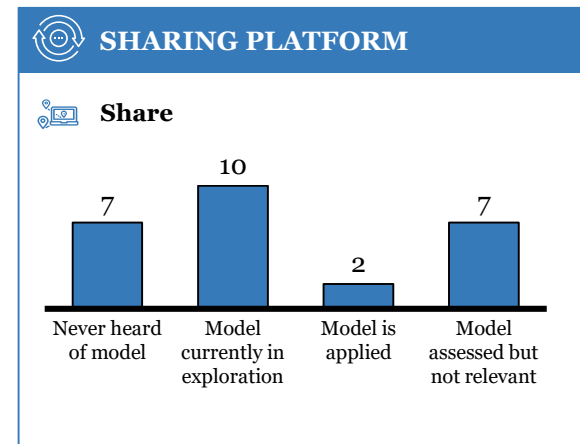 SHARING PLATFORM
Share
7
10
2
7
Never heard
of model
Model
currently in
exploration
Model is
applied
Model
assessed but
not relevant